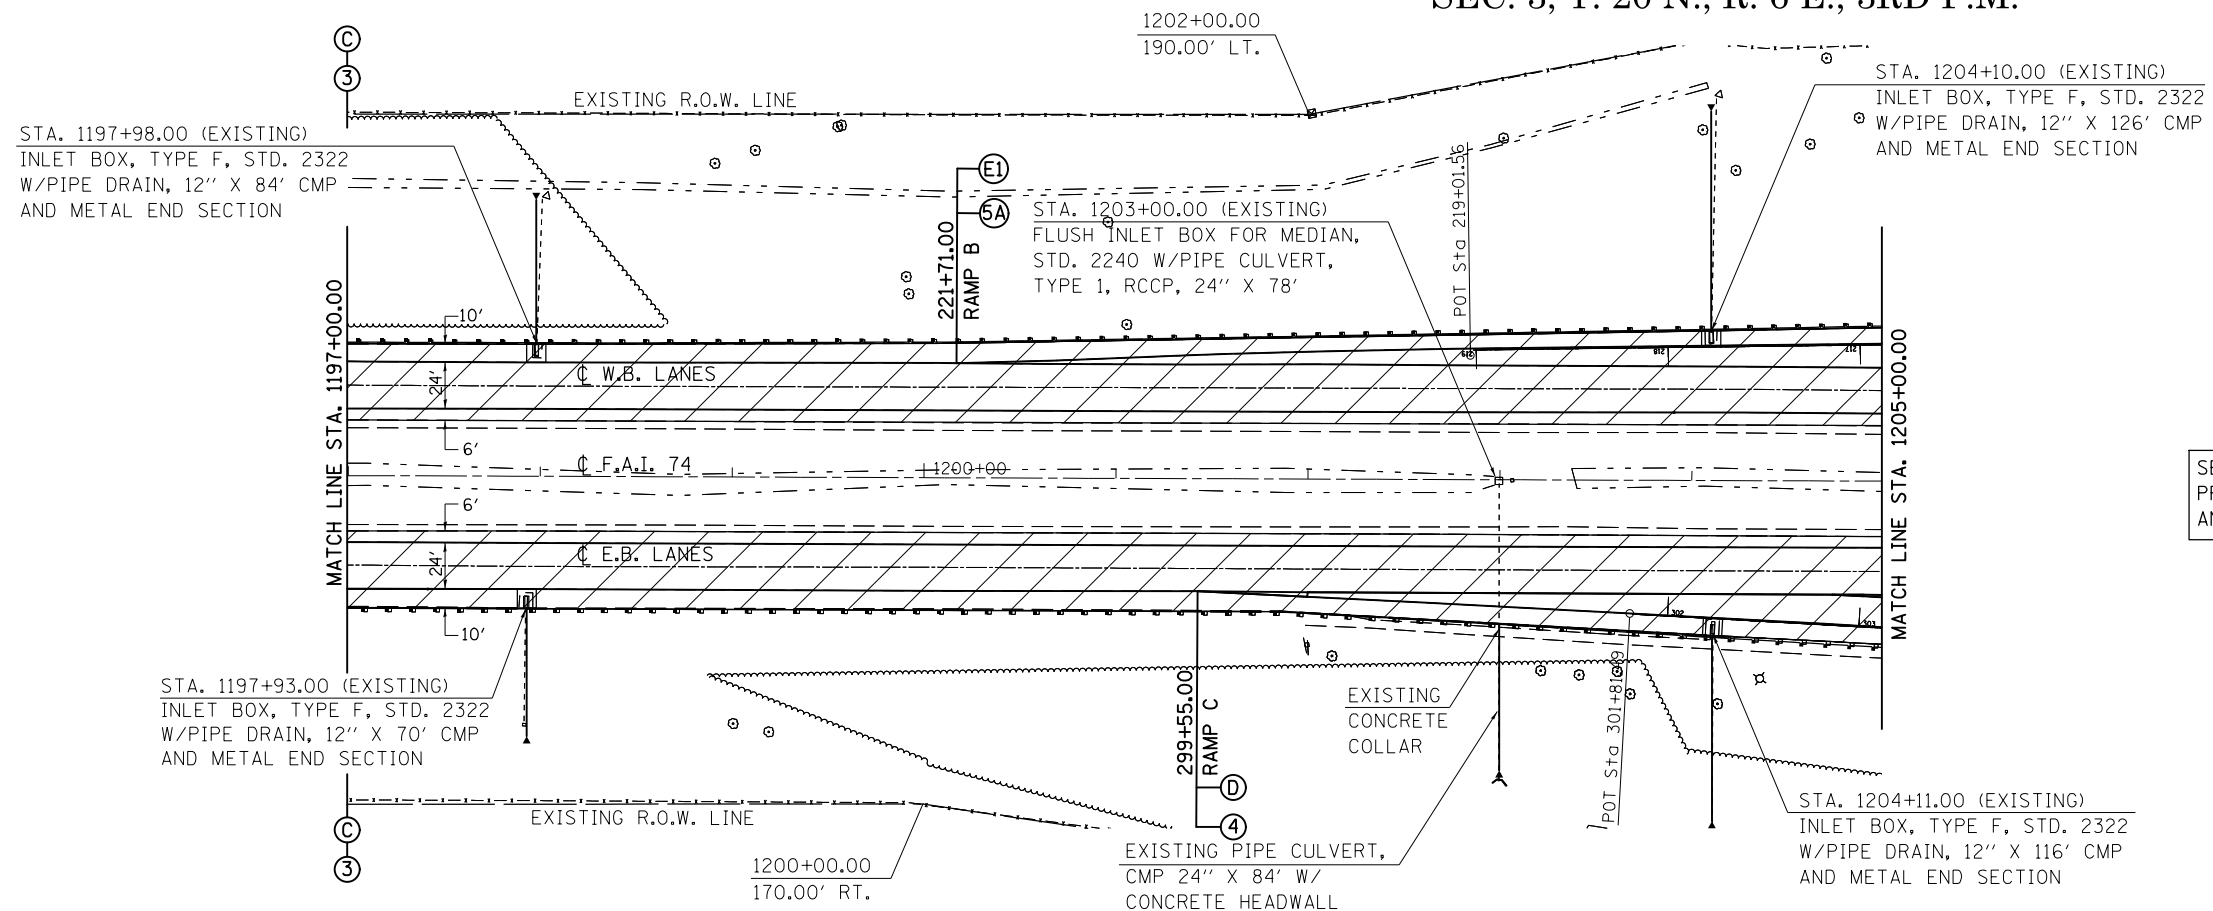 SEC. 3, T. 20 N., R. 6 E., 3RD P.M.
1202+00.00
190.00' LT.
C
3
EXISTING R.O.W. LINE
STA. 1204+10.00 (EXISTING)
INLET BOX, TYPE F, STD. 2322
W/PIPE DRAIN, 12" X 126' CMP
AND METAL END SECTION
STA. 1197+98.00 (EXISTING)
INLET BOX, TYPE F, STD. 2322
W/PIPE DRAIN, 12" X 84' CMP
AND METAL END SECTION
E1
5A
221+71.00
RAMP B
STA. 1203+00.00 (EXISTING)
FLUSH INLET BOX FOR MEDIAN,
STD. 2240 W/PIPE CULVERT,
TYPE 1, RCCP, 24" X 78'
POT Sta 219+01.56
10'
219
218
217
MATCH LINE STA. 1197+00.00
MATCH LINE STA. 1205+00.00
24'
℄ W.B. LANES
6'
℄ F.A.I. 74
1200+00
6'
24'
℄ E.B. LANES
10'
302
303
STA. 1197+93.00 (EXISTING)
INLET BOX, TYPE F, STD. 2322
W/PIPE DRAIN, 12" X 70' CMP
AND METAL END SECTION
299+55.00
RAMP C
D
4
EXISTING
CONCRETE
COLLAR
POT Sta 301+81.89
STA. 1204+11.00 (EXISTING)
INLET BOX, TYPE F, STD. 2322
W/PIPE DRAIN, 12" X 116' CMP
AND METAL END SECTION
EXISTING R.O.W. LINE
C
3
1200+00.00
170.00' RT.
EXISTING PIPE CULVERT,
CMP 24" X 84' W/
CONCRETE HEADWALL